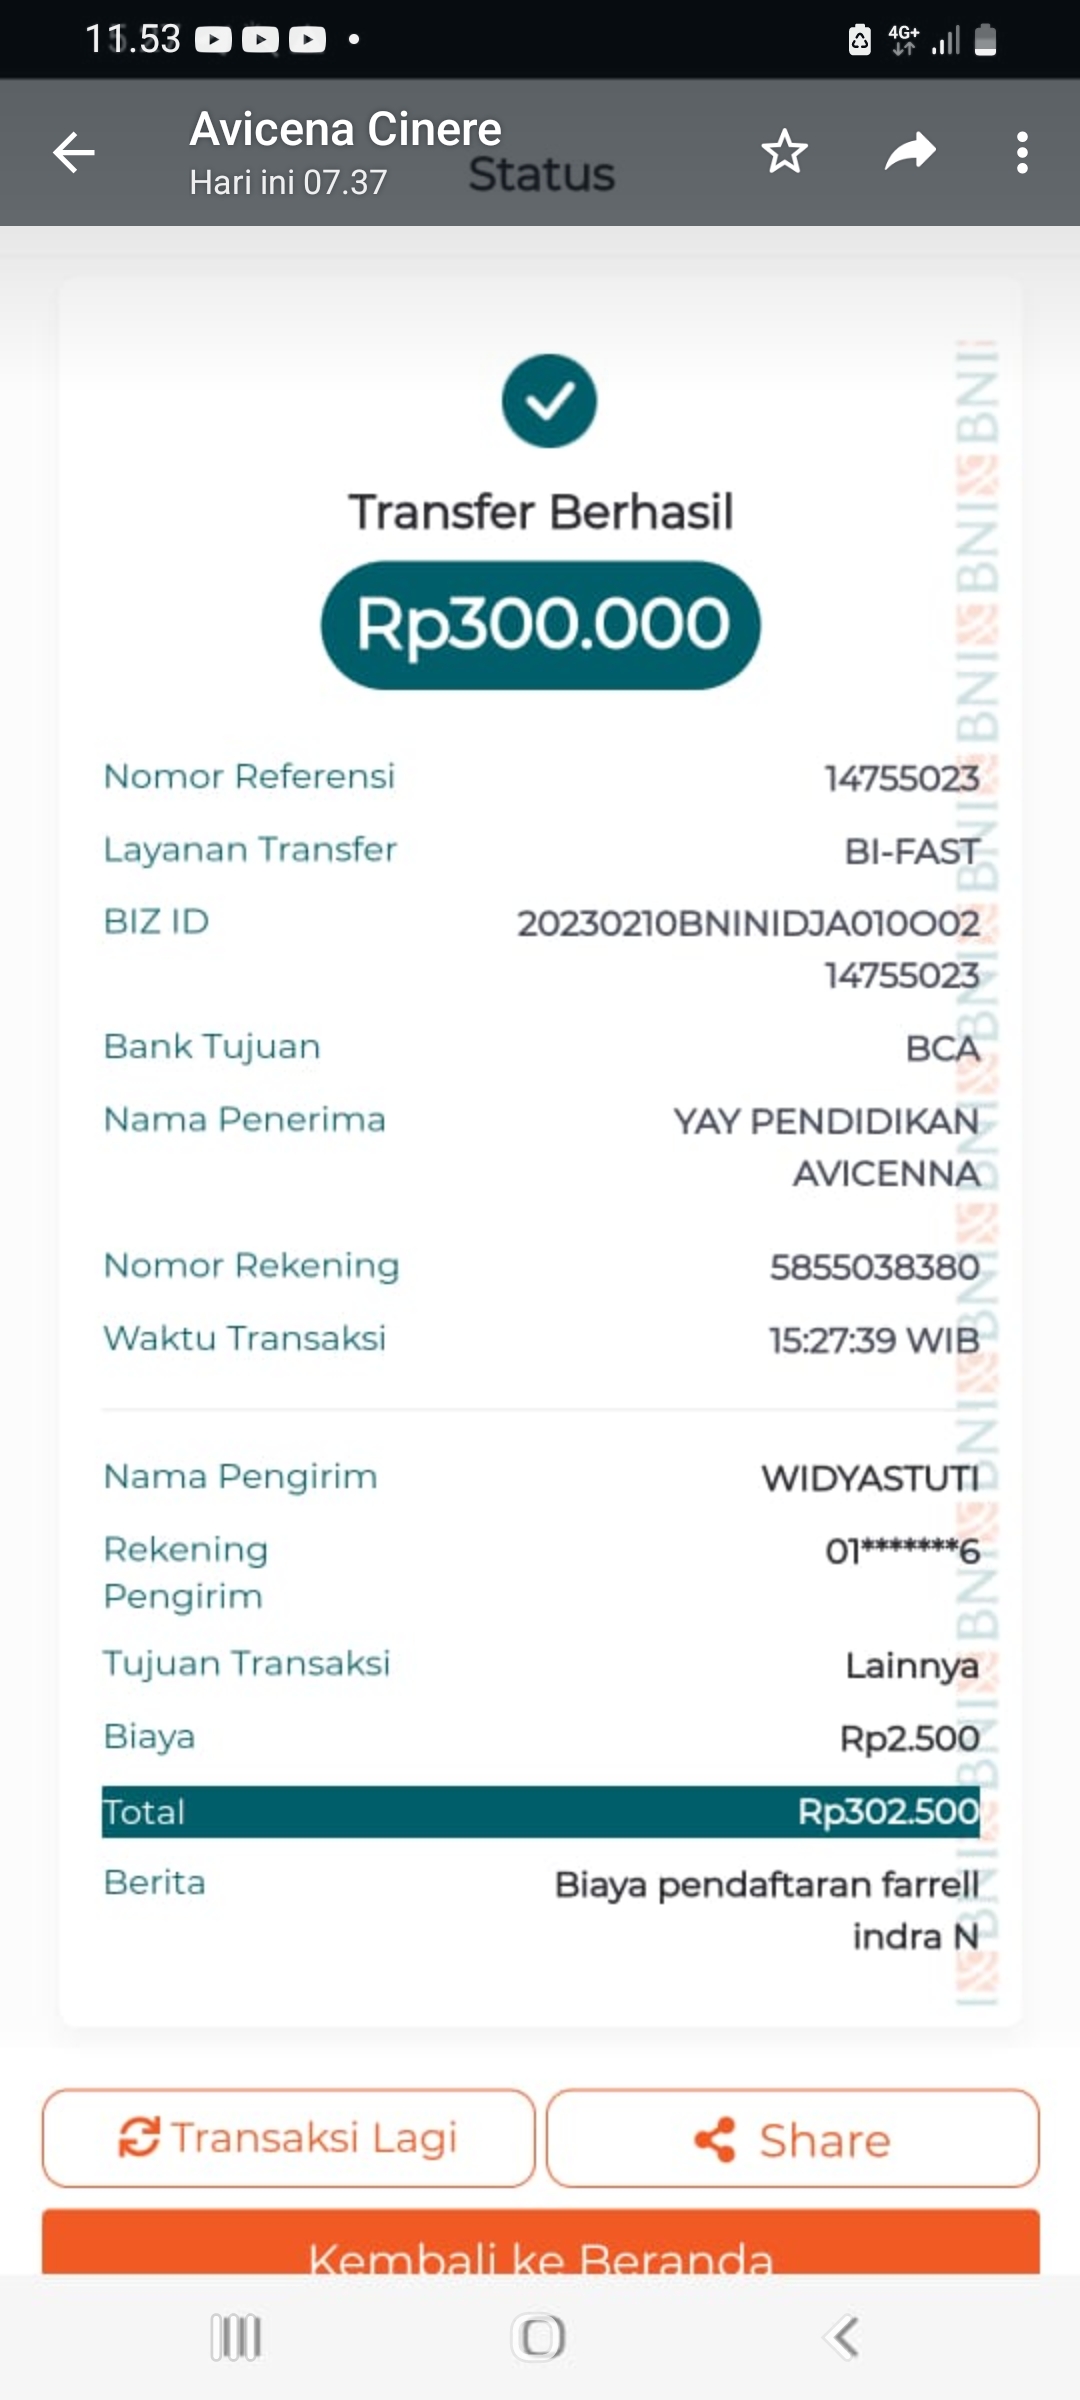 11.53
4G+
Avicena Cinere
Hari ini 07.37
Status
Transfer Berhasil
Rp300.000
Nomor Referensi 14755023
Layanan Transfer BI-FAST
BIZ ID 20230210BNINIDJA010O02
14755023
Bank Tujuan BCA
Nama Penerima YAY PENDIDIKAN
AVICENNA
Nomor Rekening 5855038380
Waktu Transaksi 15:27:39 WIB
Nama Pengirim WIDYASTUTI
Rekening 01*******6
Pengirim
Tujuan Transaksi Lainnya
Biaya Rp2.500
Total Rp302.500
Berita Biaya pendaftaran farrell
indra N
Transaksi Lagi
Share
Kembali ke Beranda
BNI BNI BNI BNI BNI BNI BNI BNI BNI BNI BNI